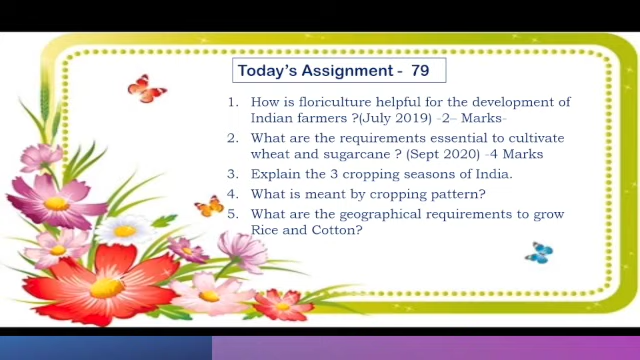 Today's Assignment - 79
1. How is floriculture helpful for the development of
Indian farmers ?(July 2019) -2– Marks-
2. What are the requirements essential to cultivate
wheat and sugarcane ? (Sept 2020) -4 Marks
3. Explain the 3 cropping seasons of India.
4. What is meant by cropping pattern?
5. What are the geographical requirements to grow
Rice and Cotton?